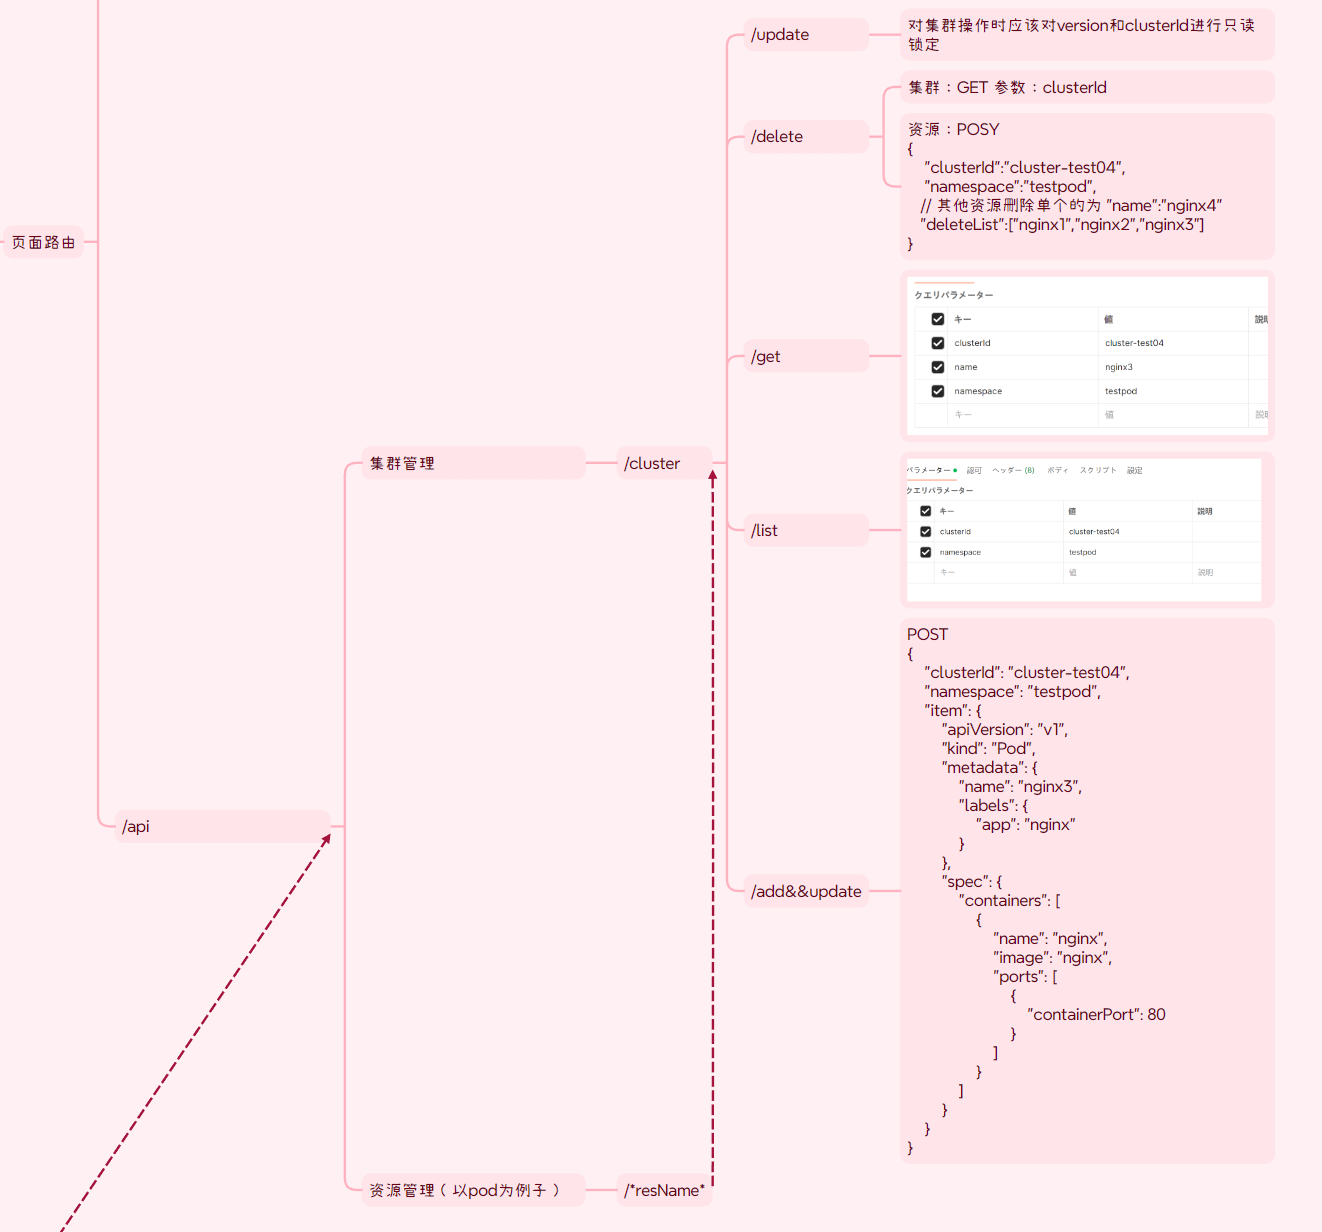 页面路由
/api
集群管理
/cluster
/update
对集群操作时应该对version和clusterId进行只读
锁定
/delete
集群：GET 参数：clusterId
资源：POSY
{
"clusterId":"cluster-test04",
"namespace":"testpod",
// 其他资源删除单个的为 "name":"nginx4"
"deleteList":["nginx1","nginx2","nginx3"]
}
/get
クエリパラメーター
キー 値 説明
clusterId cluster-test04
name nginx3
namespace testpod
キー 値 説明
/list
パラメーター 認可 ヘッダー (8) ボディ スクリプト 設定
クエリパラメーター
キー 値 説明
clusterId cluster-test04
namespace testpod
キー 値 説明
/add&&update
POST
{
"clusterId": "cluster-test04",
"namespace": "testpod",
"item": {
"apiVersion": "v1",
"kind": "Pod",
"metadata": {
"name": "nginx3",
"labels": {
"app": "nginx"
}
},
"spec": {
"containers": [
{
"name": "nginx",
"image": "nginx",
"ports": [
{
"containerPort": 80
}
]
}
]
}
}
}
资源管理（以pod为例子）
/*resName*